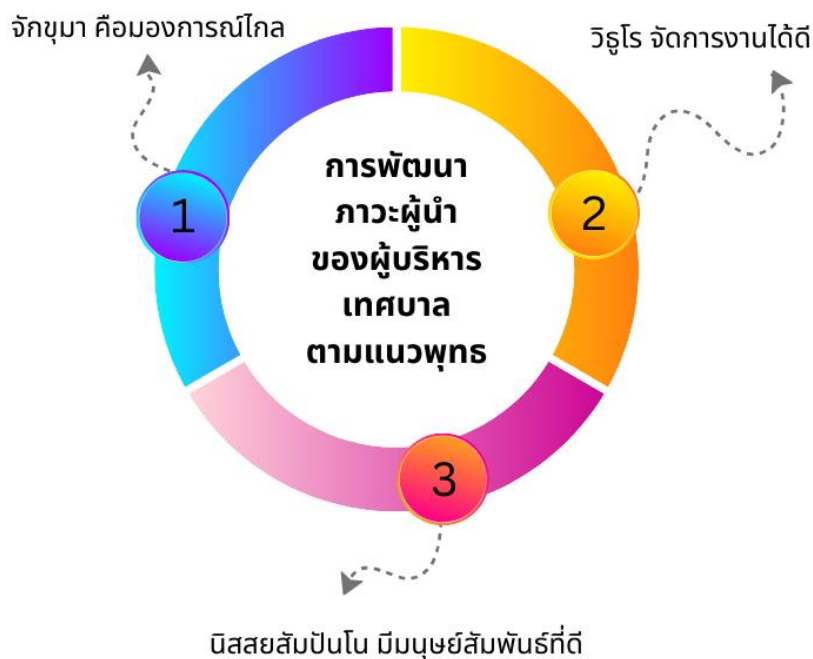 จักขุมา คือมองการณ์ไกล
วิธูโร จัดการงานได้ดี
การพัฒนา
ภาวะผู้นำ
ของผู้บริหาร
เทศบาล
ตามแนวพุทธ
1
2
3
นิสสยสัมปันโน มีมนุษย์สัมพันธ์ที่ดี